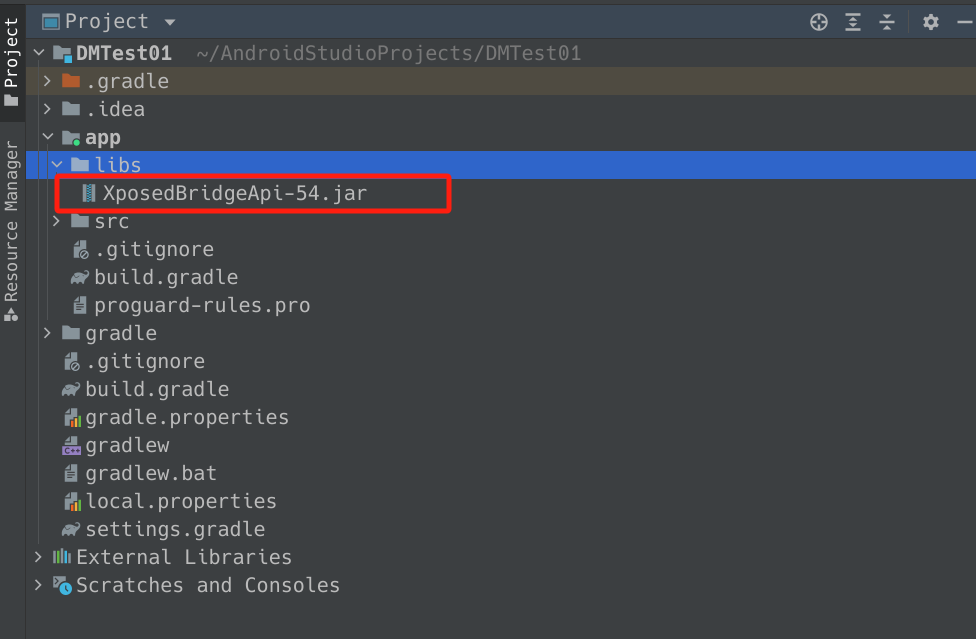 Project
Project
Resource Manager
DMTest01 ~/AndroidStudioProjects/DMTest01
.gradle
.idea
app
libs
XposedBridgeApi-54.jar
src
.gitignore
build.gradle
proguard-rules.pro
gradle
.gitignore
build.gradle
gradle.properties
gradlew
gradlew.bat
local.properties
settings.gradle
External Libraries
Scratches and Consoles